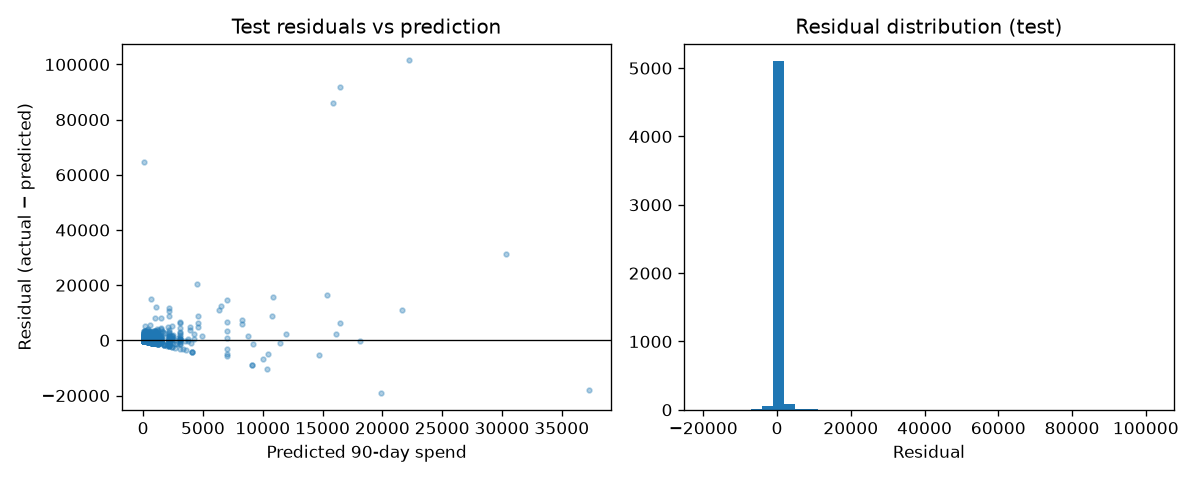 Test residuals vs prediction
Residual (actual − predicted)
100000
80000
60000
40000
20000
0
−20000
0 5000 10000 15000 20000 25000 30000 35000
Predicted 90-day spend
Residual distribution (test)
5000
4000
3000
2000
1000
0
−20000 0 20000 40000 60000 80000 100000
Residual